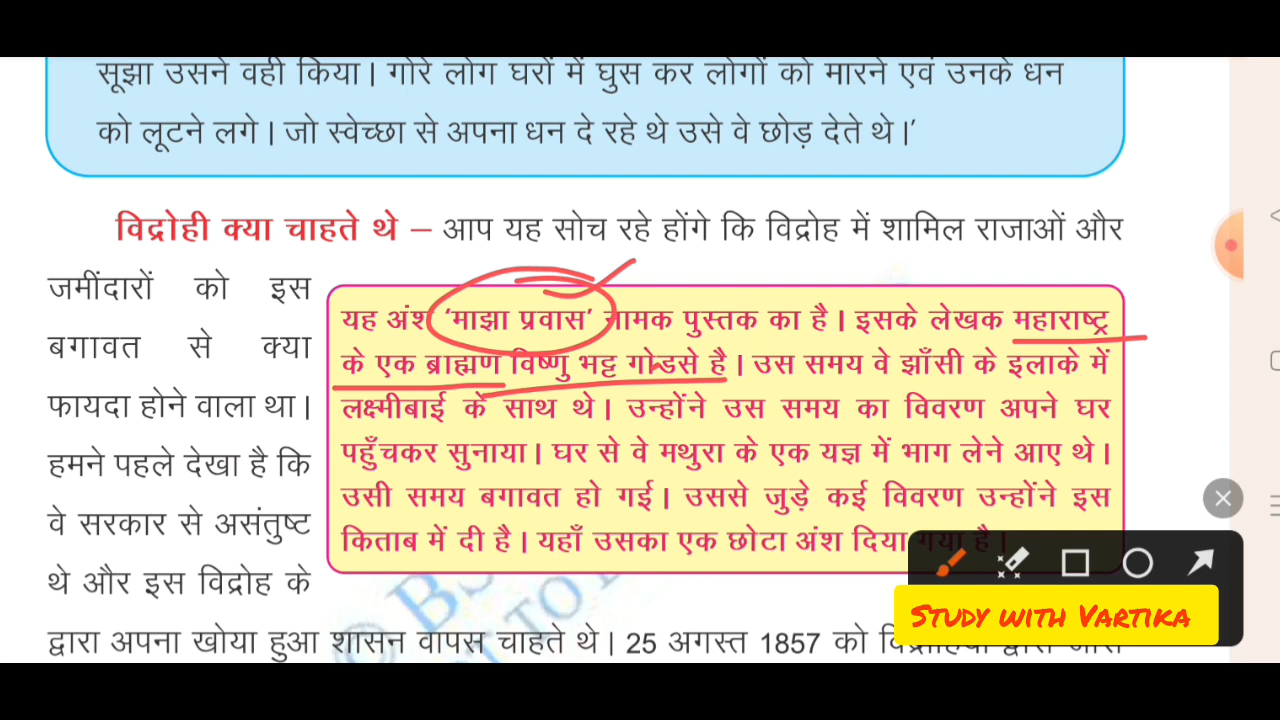 सूझा उसने वही किया। गोरे लोग घरों में घुस कर लोगों को मारने एवं उनके धन
को लूटने लगे। जो स्वेच्छा से अपना धन दे रहे थे उसे वे छोड़ देते थे।’
विद्रोही क्या चाहते थे – आप यह सोच रहे होंगे कि विद्रोह में शामिल राजाओं और
जमींदारों को इस
बगावत से क्या
फायदा होने वाला था।
हमने पहले देखा है कि
वे सरकार से असंतुष्ट
थे और इस विद्रोह के
यह अंश ‘माझा प्रवास’ नामक पुस्तक का है। इसके लेखक महाराष्ट्र
के एक ब्राह्मण विष्णु भट्ट गोडसे है। उस समय वे झाँसी के इलाके में
लक्ष्मीबाई के साथ थे। उन्होंने उस समय का विवरण अपने घर
पहुँचकर सुनाया। घर से वे मथुरा के एक यज्ञ में भाग लेने आए थे।
उसी समय बगावत हो गई। उससे जुड़े कई विवरण उन्होंने इस
किताब में दी है। यहाँ उसका एक छोटा अंश दिया गया है।
द्वारा अपना खोया हुआ शासन वापस चाहते थे। 25 अगस्त 1857 को
Study with Vartika